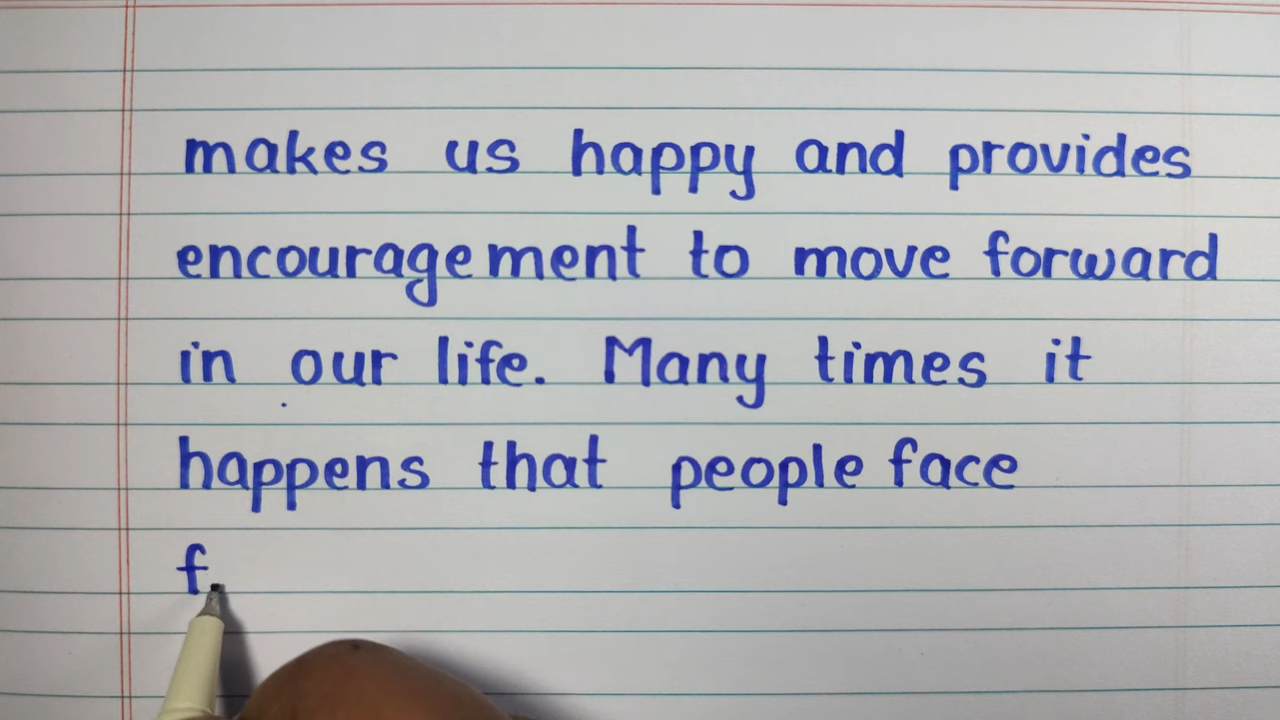 makes us happy and provides
encouragement to move forward
in our life. Many times it
happens that people face
f